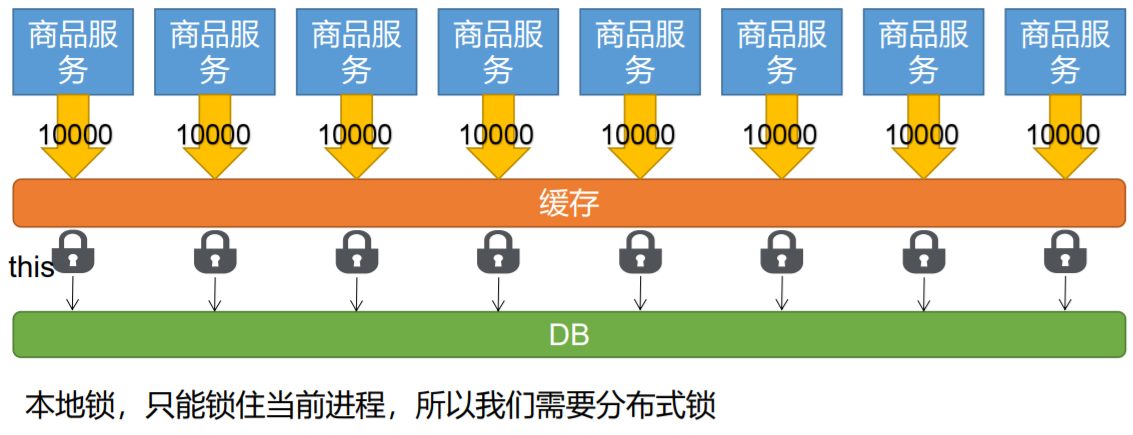 商品服 商品服 商品服 商品服 商品服 商品服 商品服 商品服
务 务 务 务 务 务 务 务
10000 10000 10000 10000 10000 10000 10000 10000
缓存
this
DB
本地锁，只能锁住当前进程，所以我们需要分布式锁